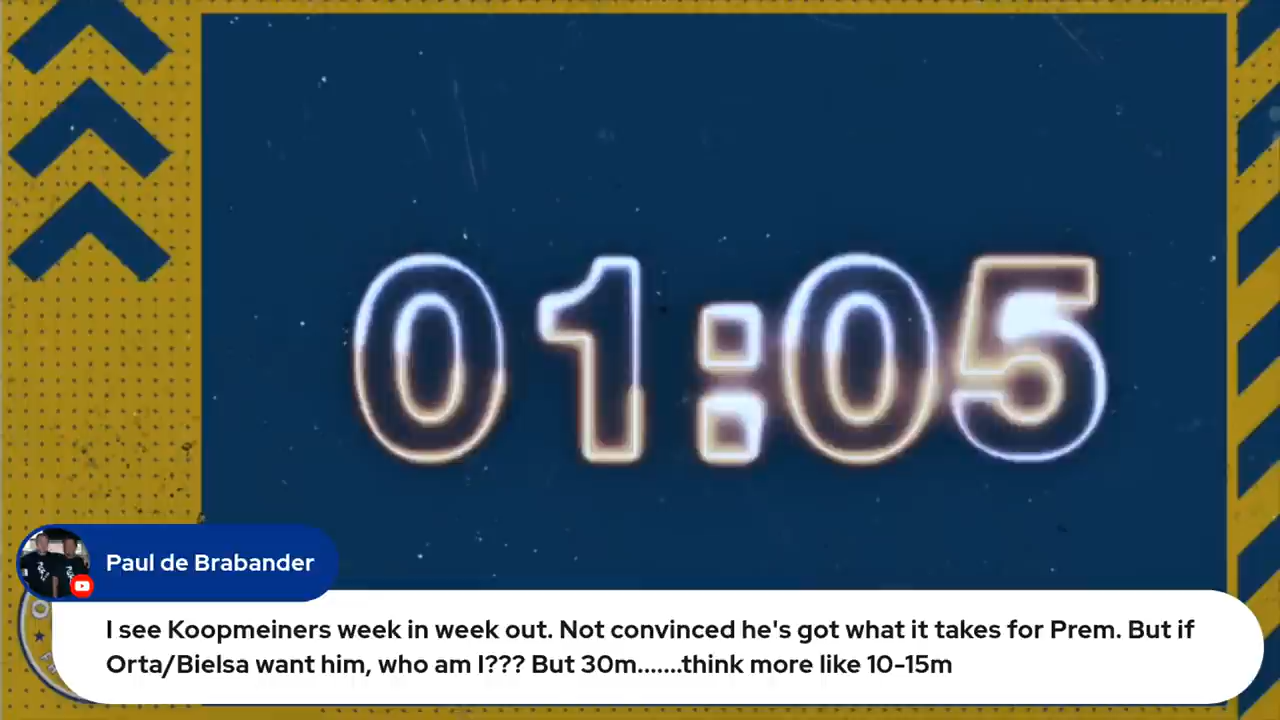 01:05
Paul de Brabander
I see Koopmeiners week in week out. Not convinced he's got what it takes for Prem. But if
Orta/Bielsa want him, who am I??? But 30m.......think more like 10-15m